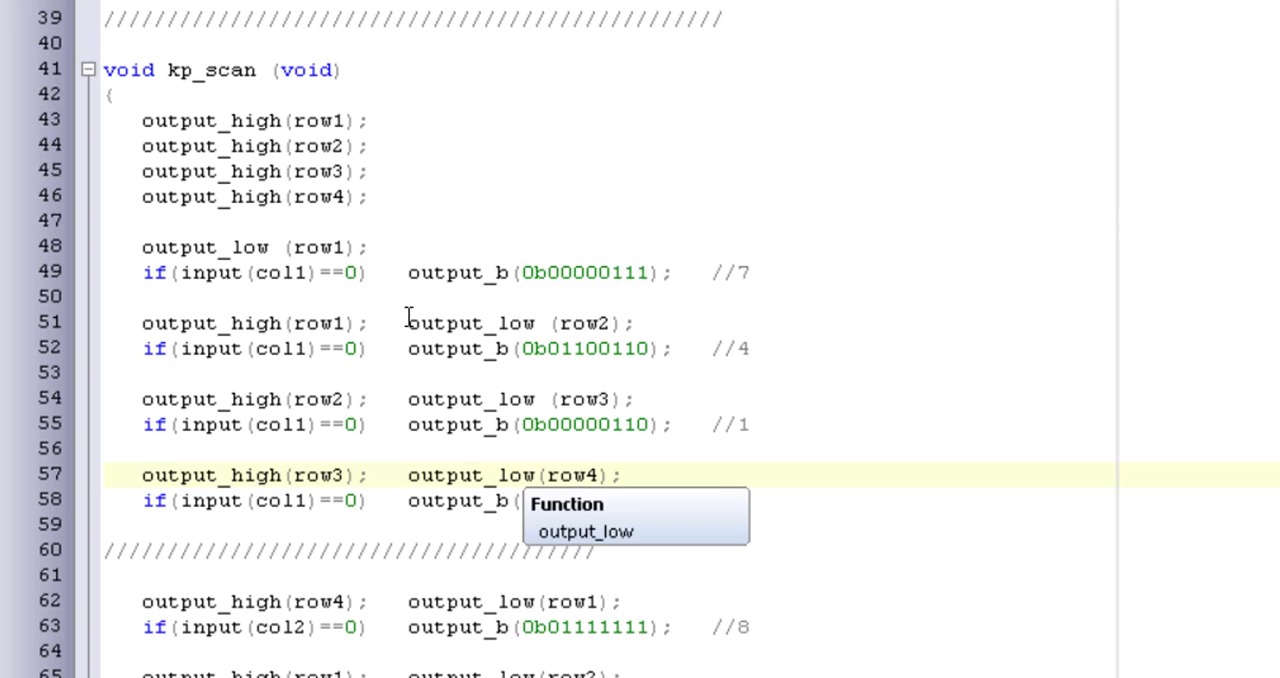 39 /////////////////////////////////////////////////
40
41 void kp_scan (void)
42 {
43 output_high(row1);
44 output_high(row2);
45 output_high(row3);
46 output_high(row4);
47
48 output_low (row1);
49 if(input(col1)==0) output_b(0b00000111); //7
50
51 output_high(row1); output_low (row2);
52 if(input(col1)==0) output_b(0b01100110); //4
53
54 output_high(row2); output_low (row3);
55 if(input(col1)==0) output_b(0b00000110); //1
56
57 output_high(row3); output_low(row4);
58 if(input(col1)==0) output_b(
Function
output_low
59
60 ///////////////////////////////////////
61
62 output_high(row4); output_low(row1);
63 if(input(col2)==0) output_b(0b01111111); //8
64
65 output_high(row1); output_low(row2);